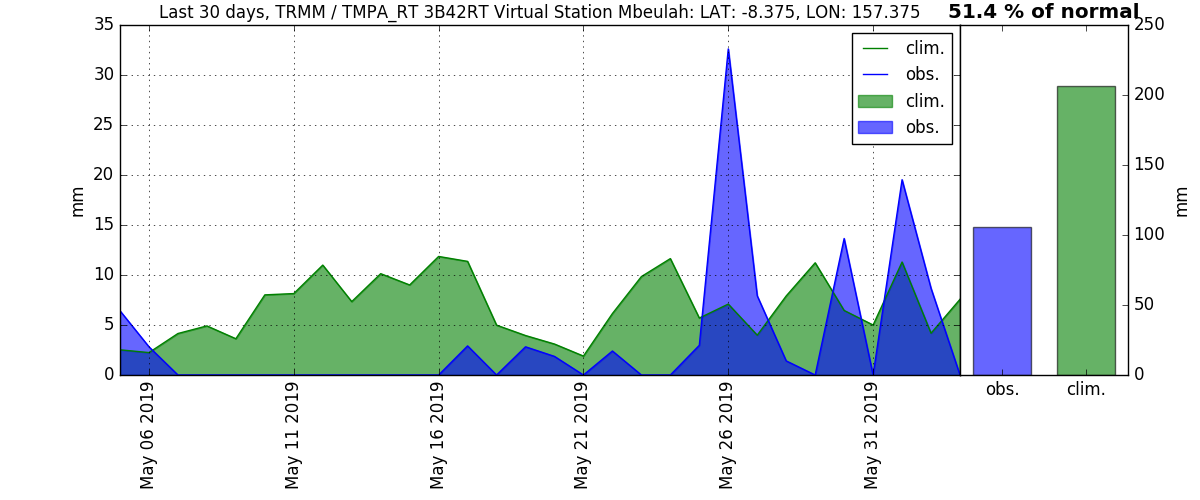 Last 30 days, TRMM / TMPA_RT 3B42RT Virtual Station Mbeulah: LAT: -8.375, LON: 157.375
51.4 % of normal
mm
35
30
25
20
15
10
5
0
May 06 2019
May 11 2019
May 16 2019
May 21 2019
May 26 2019
May 31 2019
clim.
obs.
clim.
obs.
obs.
clim.
250
200
150
100
50
0
mm